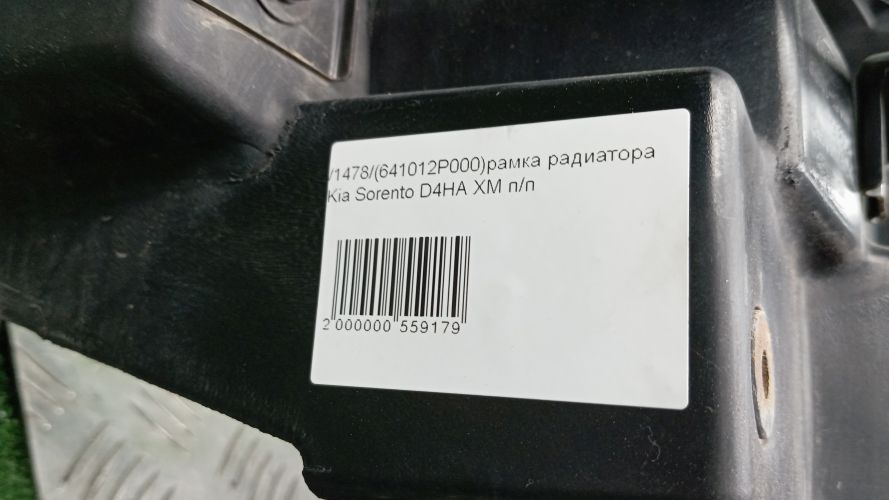 /1478/(641012P000)рамка радиатора
Kia Sorento D4HA XM п/п
2 000000 559179